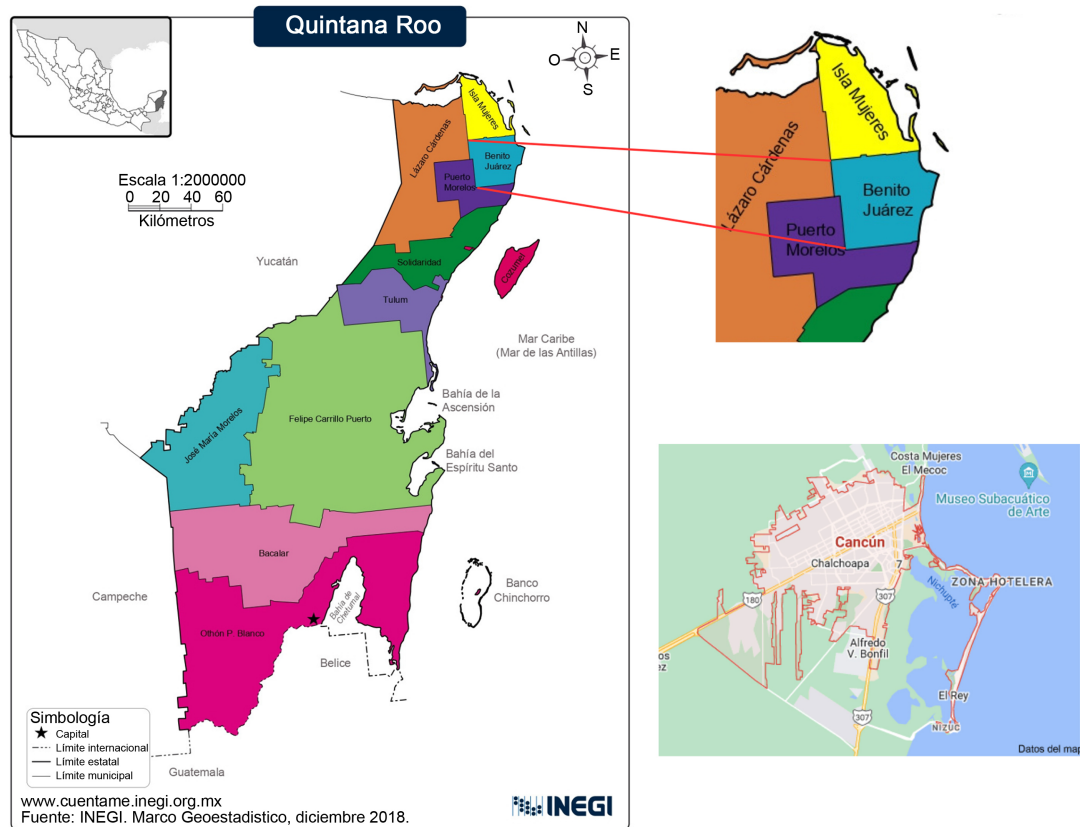 Quintana Roo
N
O
E
S
Escala 1:2000000
0 20 40 60
Kilómetros
Isla Mujeres
Lázaro Cárdenas
Benito
Juárez
Puerto
Morelos
Yucatán
Solidaridad
Cozumel
Tulum
Mar Caribe
(Mar de las Antillas)
Bahía de la
Ascensión
Felipe Carrillo Puerto
José María Morelos
Bahía del
Espíritu Santo
Bacalar
Campeche
Banco
Chinchorro
Bahía de
Chetumal
Othón P. Blanco
Belice
Simbología
Capital
Límite internacional
Límite estatal
Límite municipal
Guatemala
www.cuentame.inegi.org.mx
Fuente: INEGI. Marco Geoestadistico, diciembre 2018.
INEGI
Isla Mujeres
Lázaro Cárdenas
Benito
Juárez
Puerto
Morelos
Costa Mujeres
El Mecoc
Museo Subacuático
de Arte
Cancún
Chalchoapa
7
ZONA HOTELERA
Nichupté
180
307
os
ez
Alfredo
V. Bonfil
El Rey
307
NIZUC
Datos del map